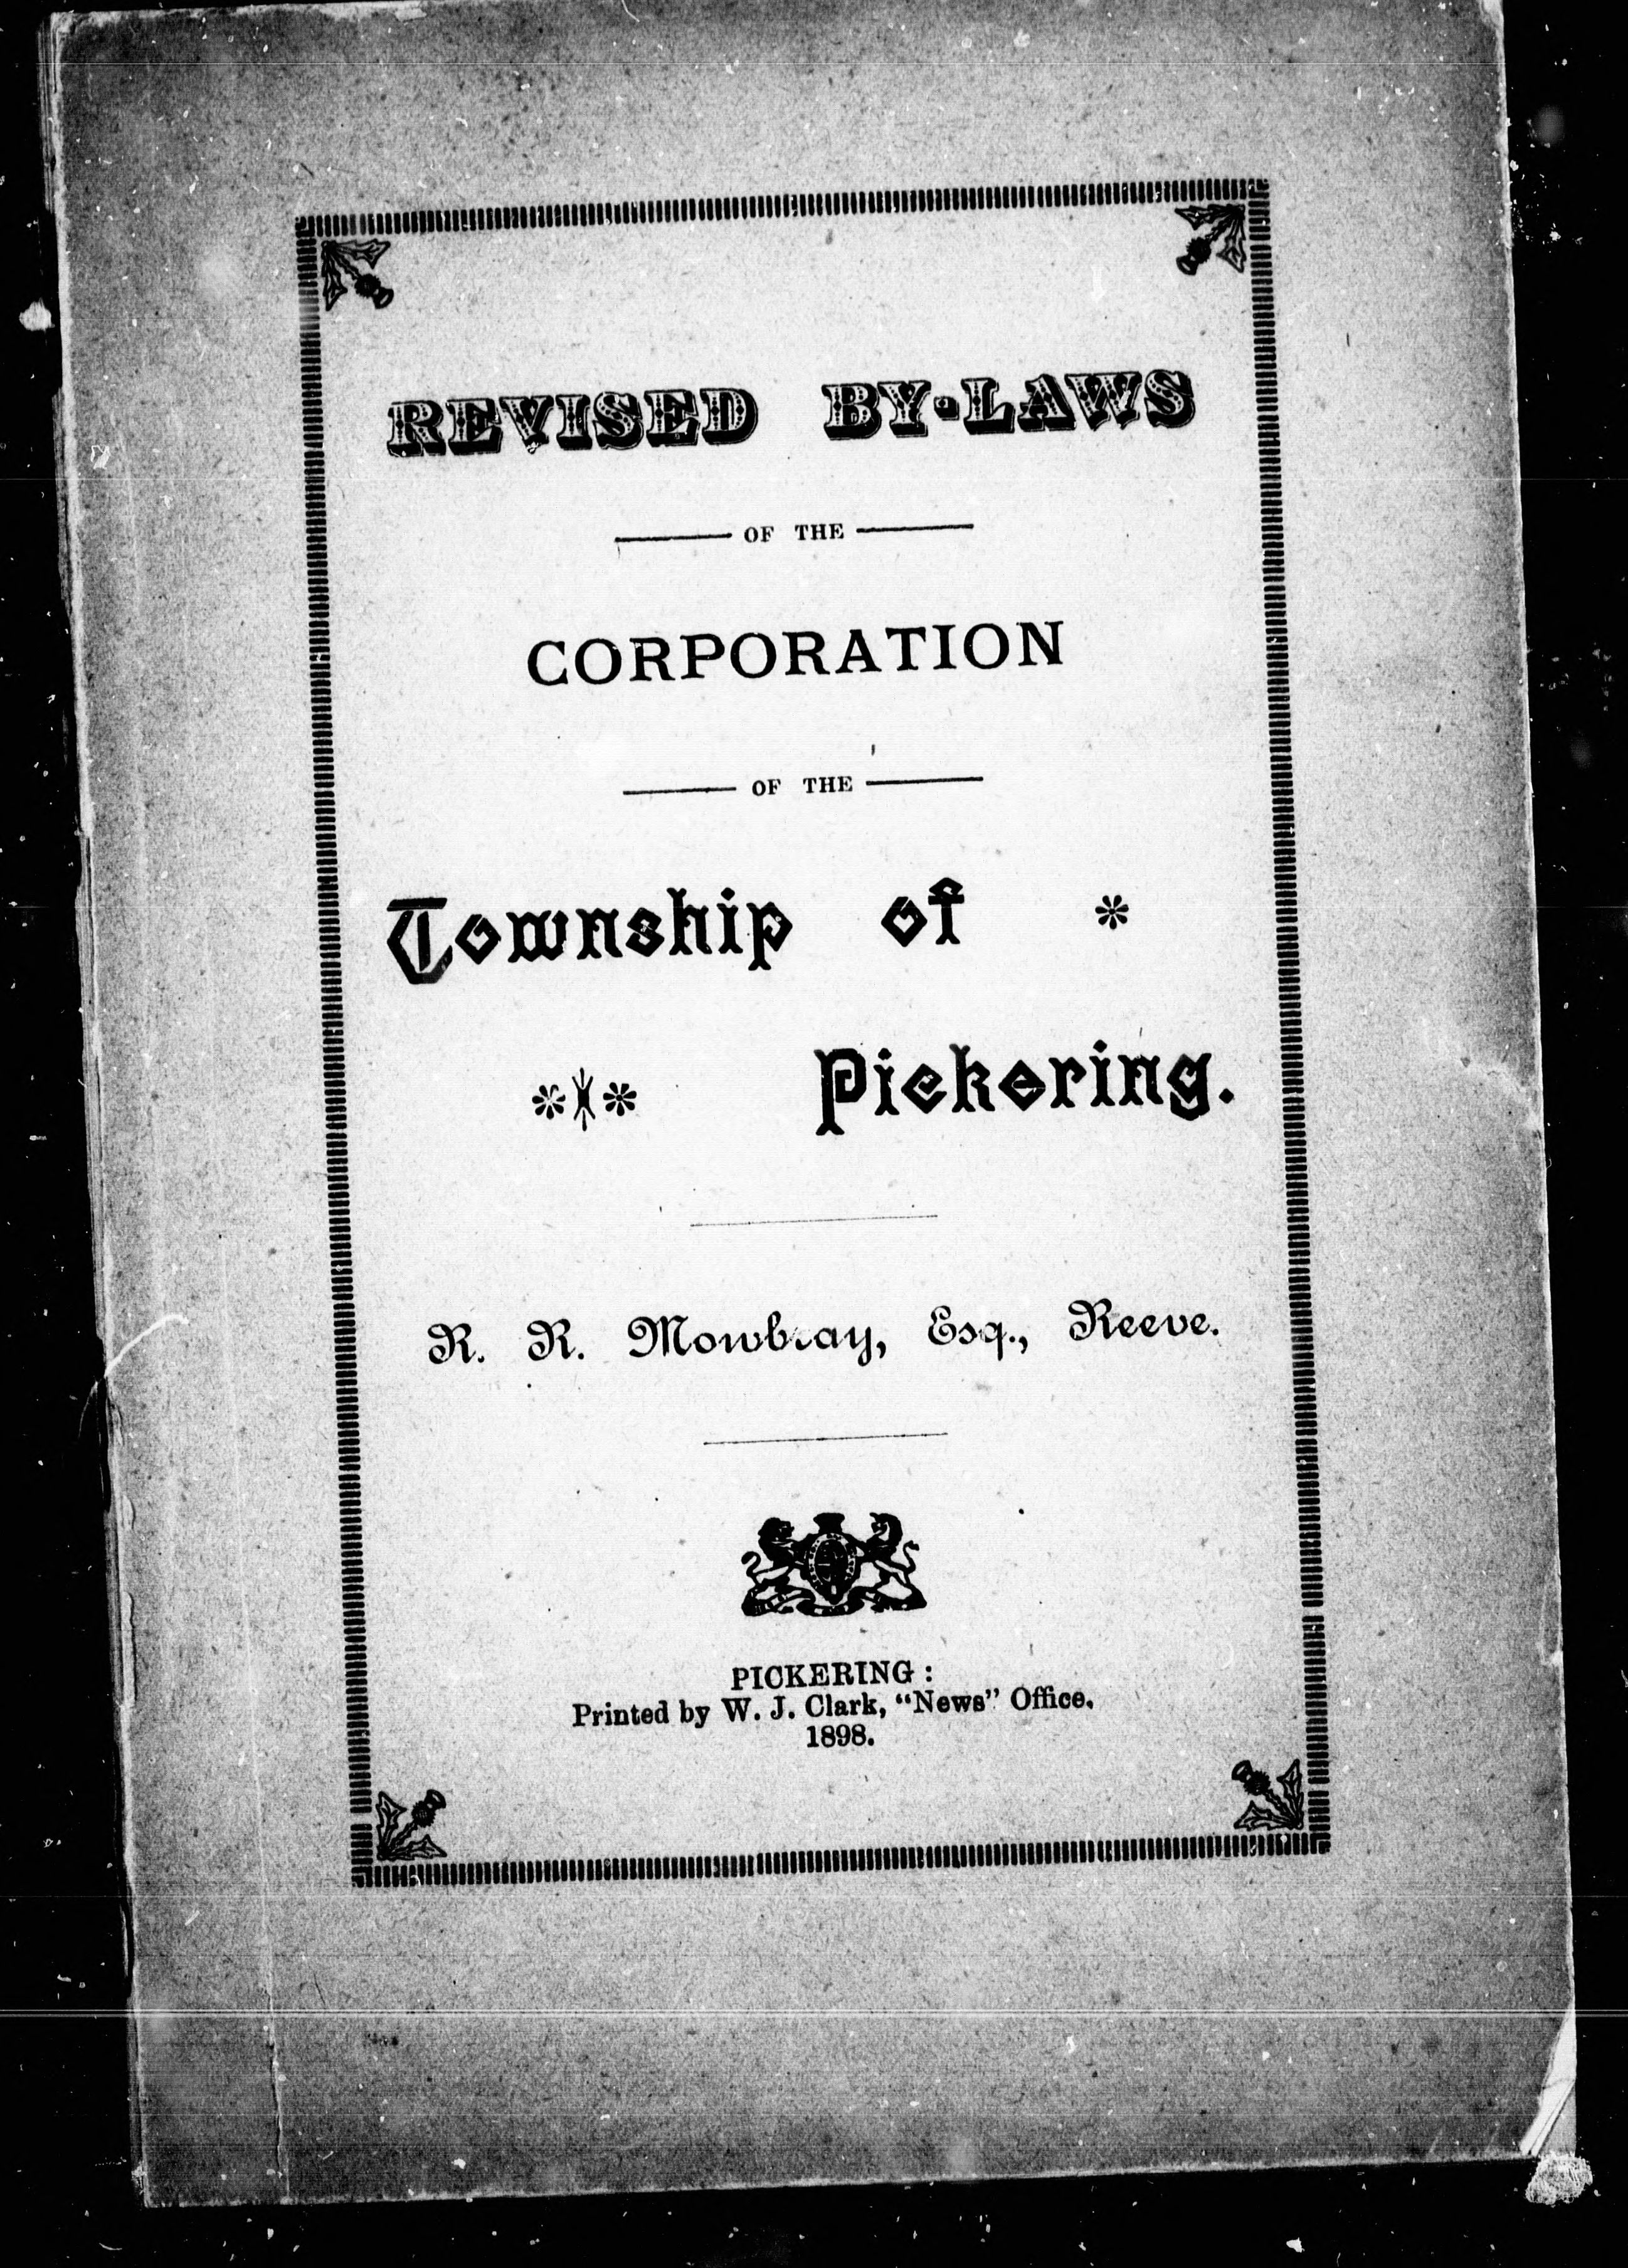 REVISED BY-LAWS
OF THE
CORPORATION
OF THE
Township of *
* * Pickering.
R. R. Mowbray, Esq., Reeve.
PICKERING:
Printed by W. J. Clark, “News” Office.
1898.